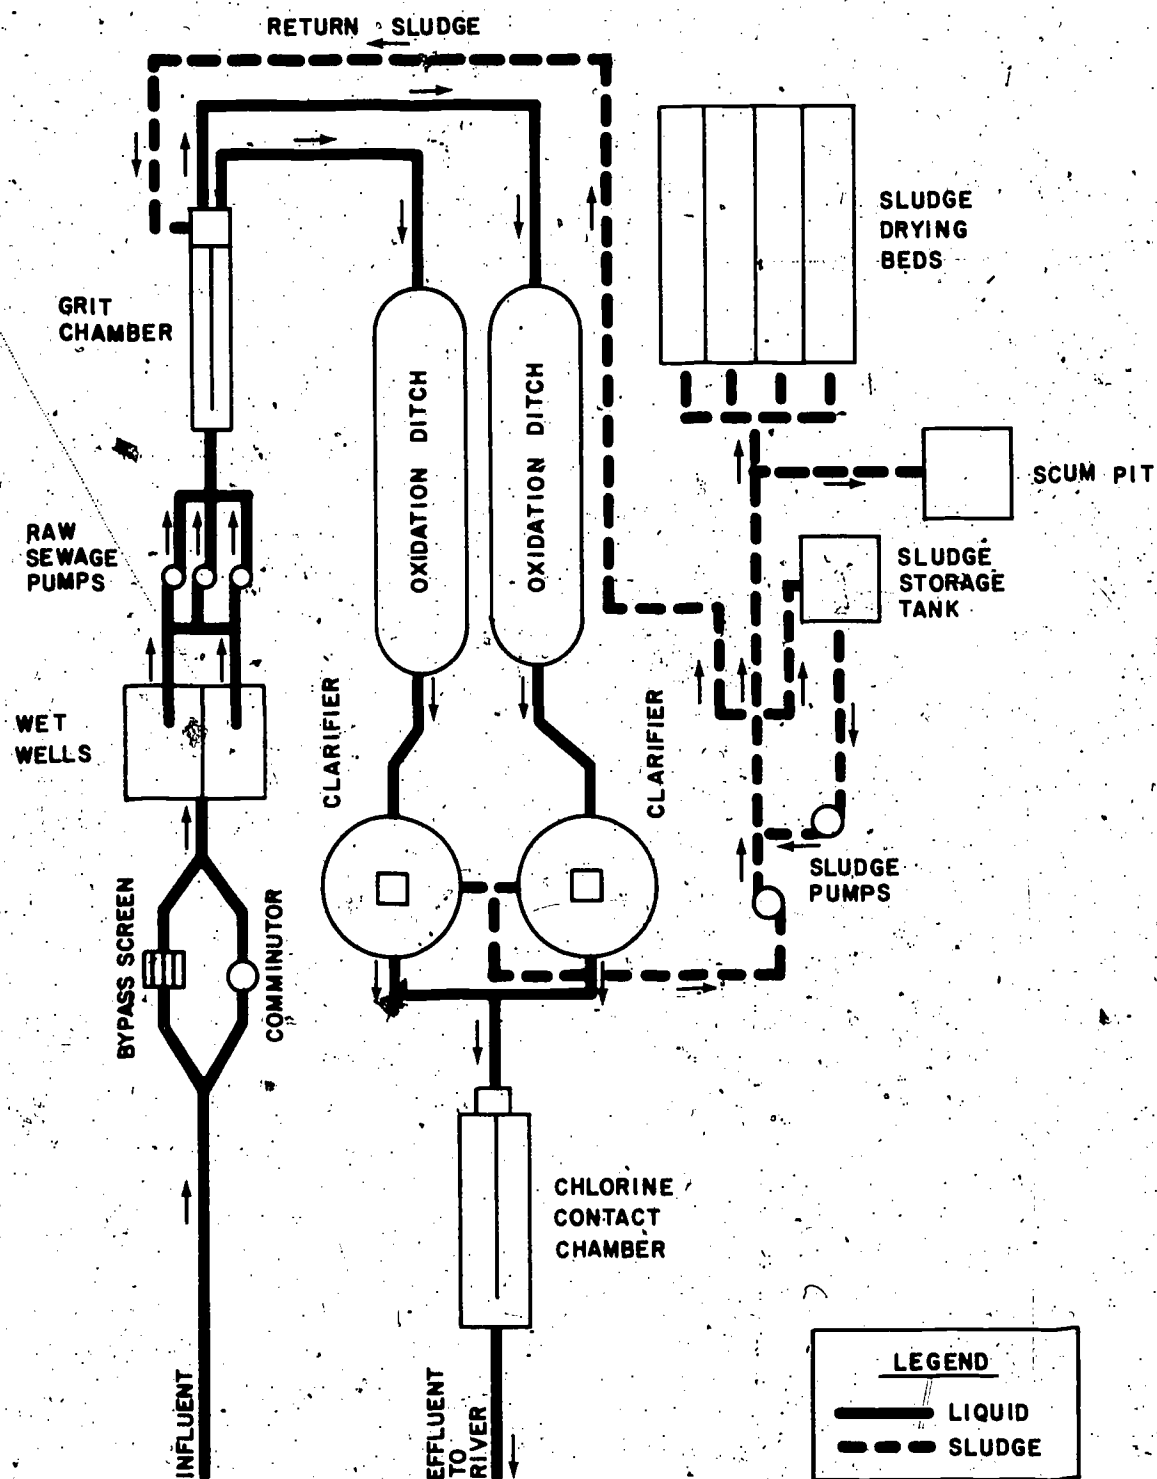 RETURN SLUDGE
SLUDGE
DRYING
BEDS
GRIT
CHAMBER
OXIDATION DITCH
OXIDATION DITCH
SCUM PIT
RAW
SEWAGE
PUMPS
SLUDGE
STORAGE
TANK
WET
WELLS
CLARIFIER
CLARIFIER
SLUDGE
PUMPS
BYPASS SCREEN
COMMINUTOR
CHLORINE
CONTACT
CHAMBER
INFLUENT
EFFLUENT
TO
RIVER
LEGEND
LIQUID
SLUDGE